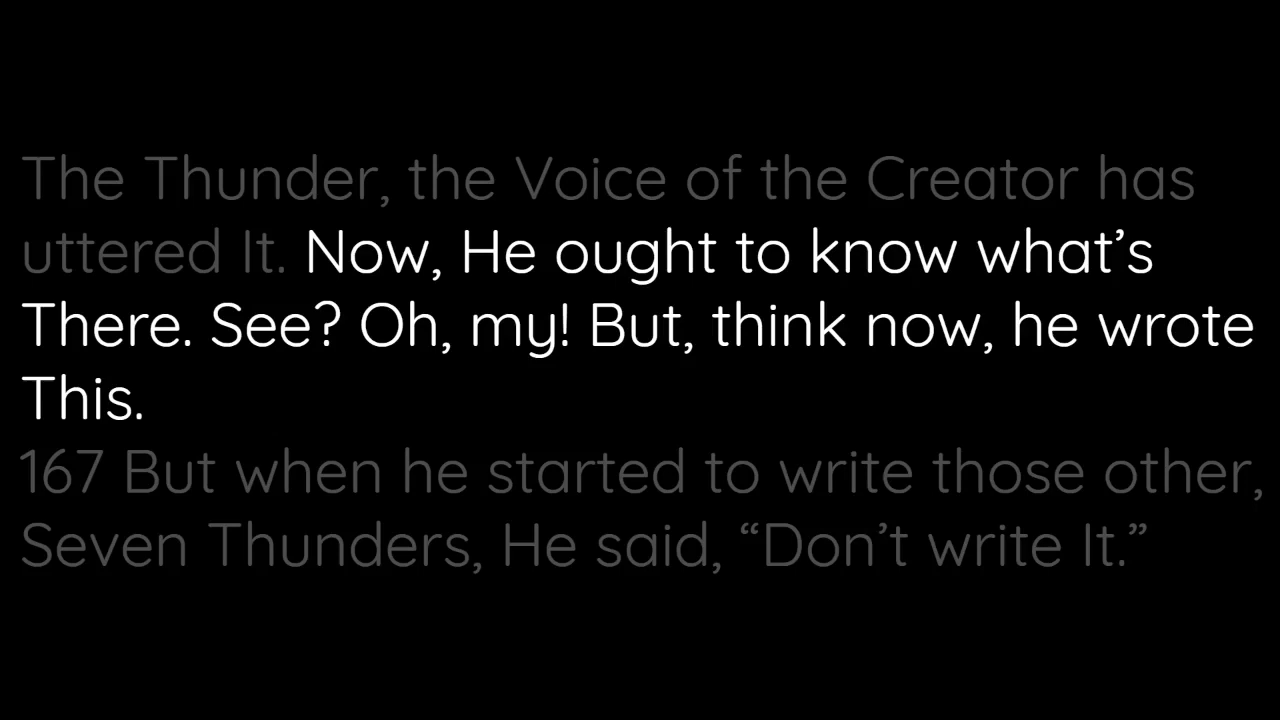 The Thunder, the Voice of the Creator has
uttered It. Now, He ought to know what’s
There. See? Oh, my! But, think now, he wrote
This.
167 But when he started to write those other,
Seven Thunders, He said, “Don’t write It.”